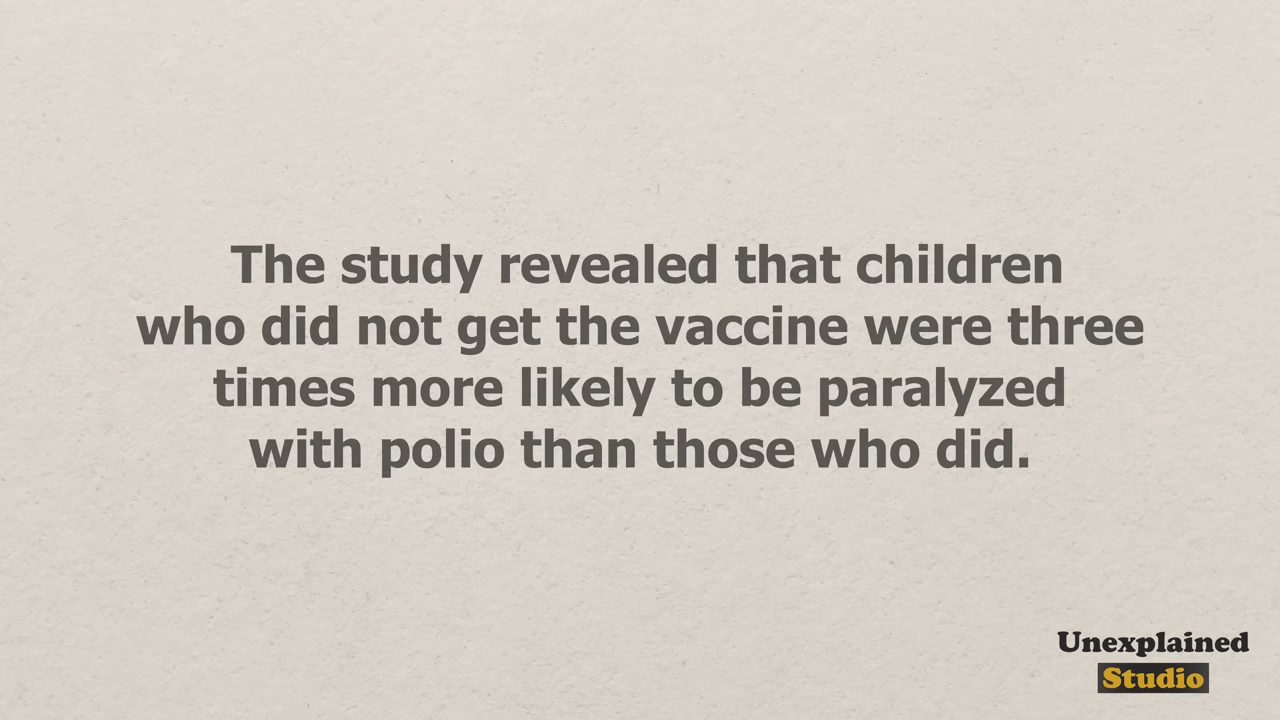 The study revealed that children
who did not get the vaccine were three
times more likely to be paralyzed
with polio than those who did.
Unexplained
Studio